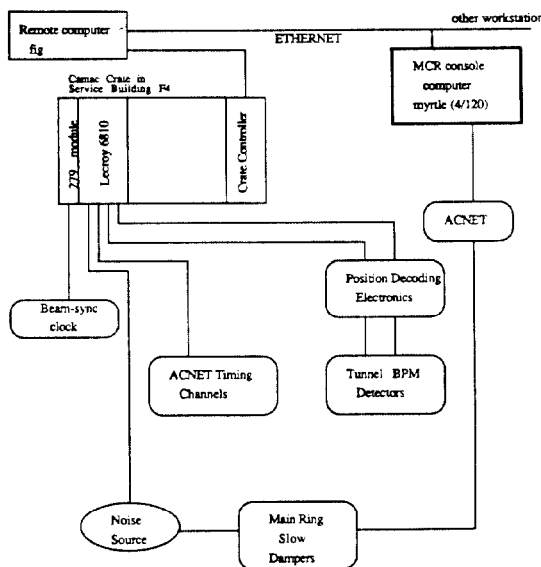 other workstation
Remote computer
fig
ETHERNET
MCR console
computer
myrtle (4/120)
Camac Crate in
Service Building F4
279 module
Lecroy 6810
Crate Controller
ACNET
Position Decoding
Electronics
Beam-sync
clock
ACNET Timing
Channels
Tunnel BPM
Detectors
Noise
Source
Main Ring
Slow
Dampers